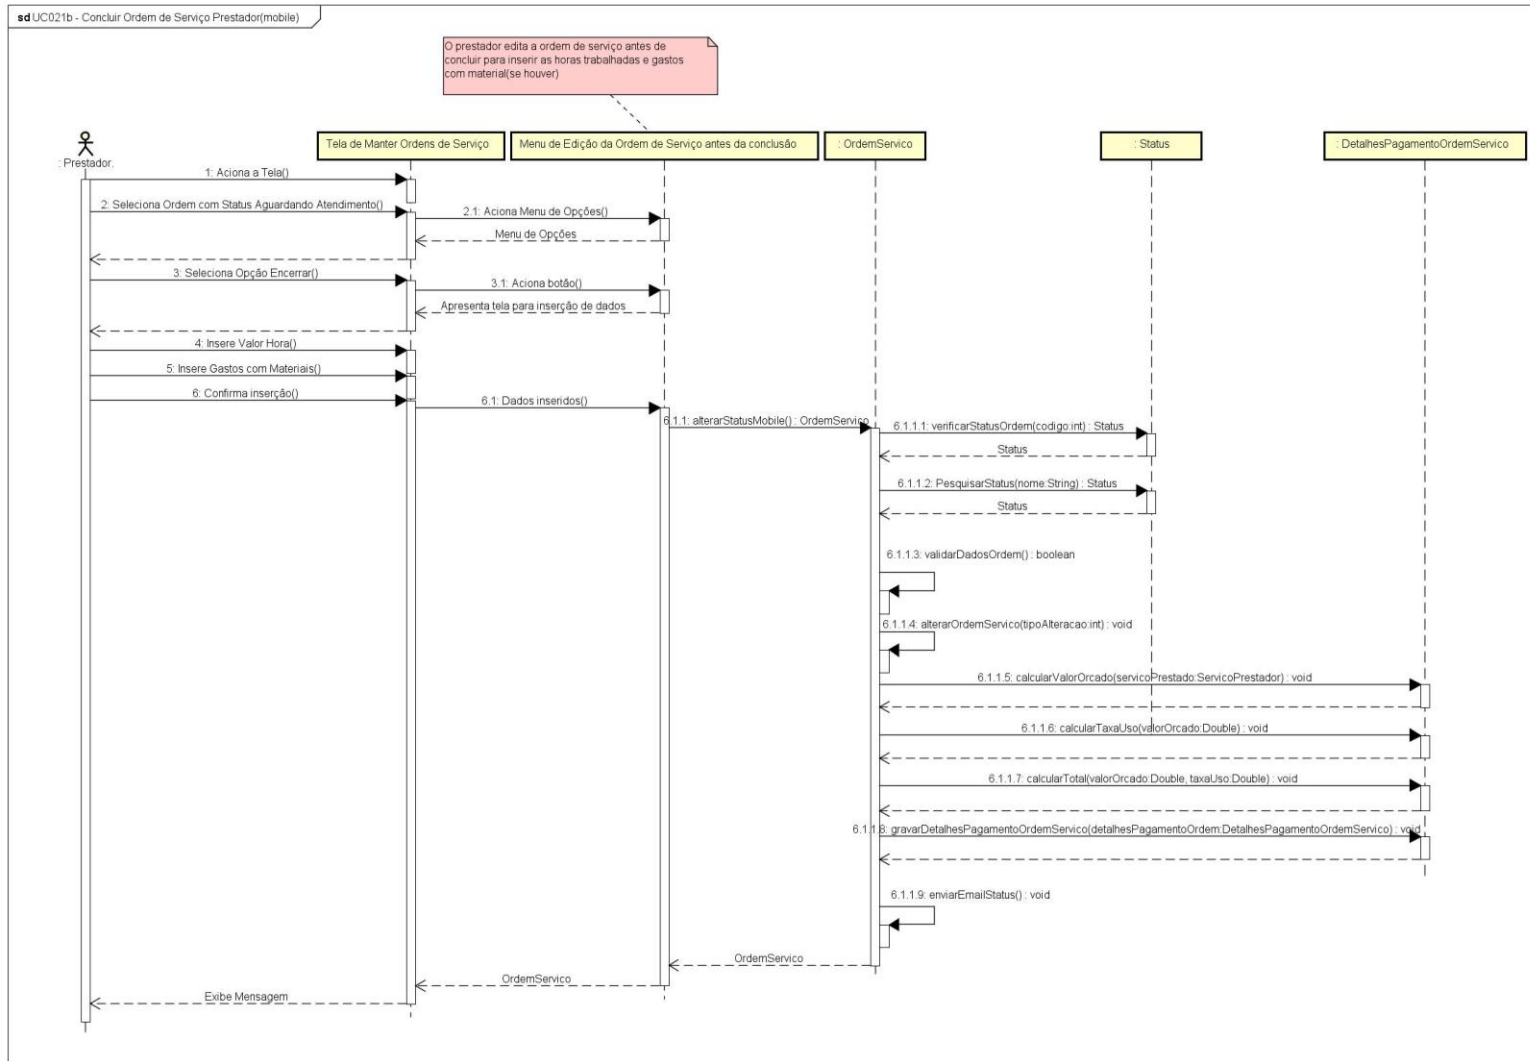 sd UC021b - Concluir Ordem de Serviço Prestador(mobile)
O prestador edita a ordem de serviço antes de
concluir para inserir as horas trabalhadas e gastos
com material(se houver)
: Prestador.
Tela de Manter Ordens de Serviço
Menu de Edição da Ordem de Serviço antes da conclusão
: OrdemServico
: Status
: DetalhesPagamentoOrdemServico
1: Aciona a Tela()
2: Seleciona Ordem com Status Aguardando Atendimento()
2.1: Aciona Menu de Opções()
Menu de Opções
3: Seleciona Opção Encerrar()
3.1: Aciona botão()
Apresenta tela para inserção de dados
4: Insere Valor Hora()
5: Insere Gastos com Materiais()
6: Confirma inserção()
6.1: Dados inseridos()
6.1.1: alterarStatusMobile() : OrdemServico
6.1.1.1: verificarStatusOrdem(codigo:int) : Status
Status
6.1.1.2: PesquisarStatus(nome:String) : Status
Status
6.1.1.3: validarDadosOrdem() : boolean
6.1.1.4: alterarOrdemServico(tipoAlteracao:int) : void
6.1.1.5: calcularValorOrcado(servicoPrestado:ServicoPrestador) : void
6.1.1.6: calcularTaxaUso(valorOrcado:Double) : void
6.1.1.7: calcularTotal(valorOrcado:Double, taxaUso:Double) : void
6.1.1.8: gravarDetalhesPagamentoOrdemServico(detalhesPagamentoOrdem:DetalhesPagamentoOrdemServico) : void
6.1.1.9: enviarEmailStatus() : void
OrdemServico
OrdemServico
Exibe Mensagem